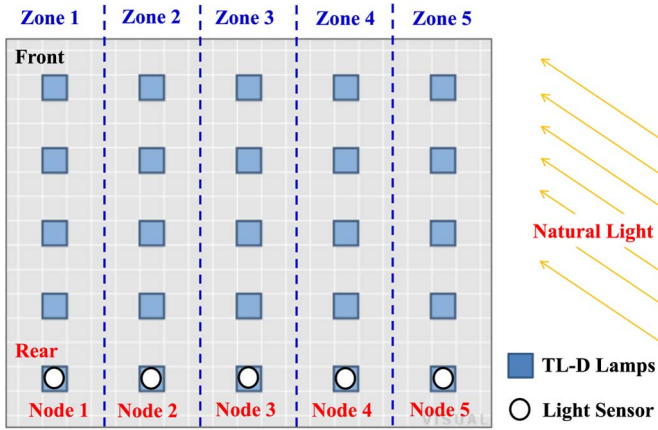 Zone 1 Zone 2 Zone 3 Zone 4 Zone 5
Front
Natural Light
Rear
TL-D Lamps
Node 1 Node 2 Node 3 Node 4 Node 5
Light Sensor
VISUAL